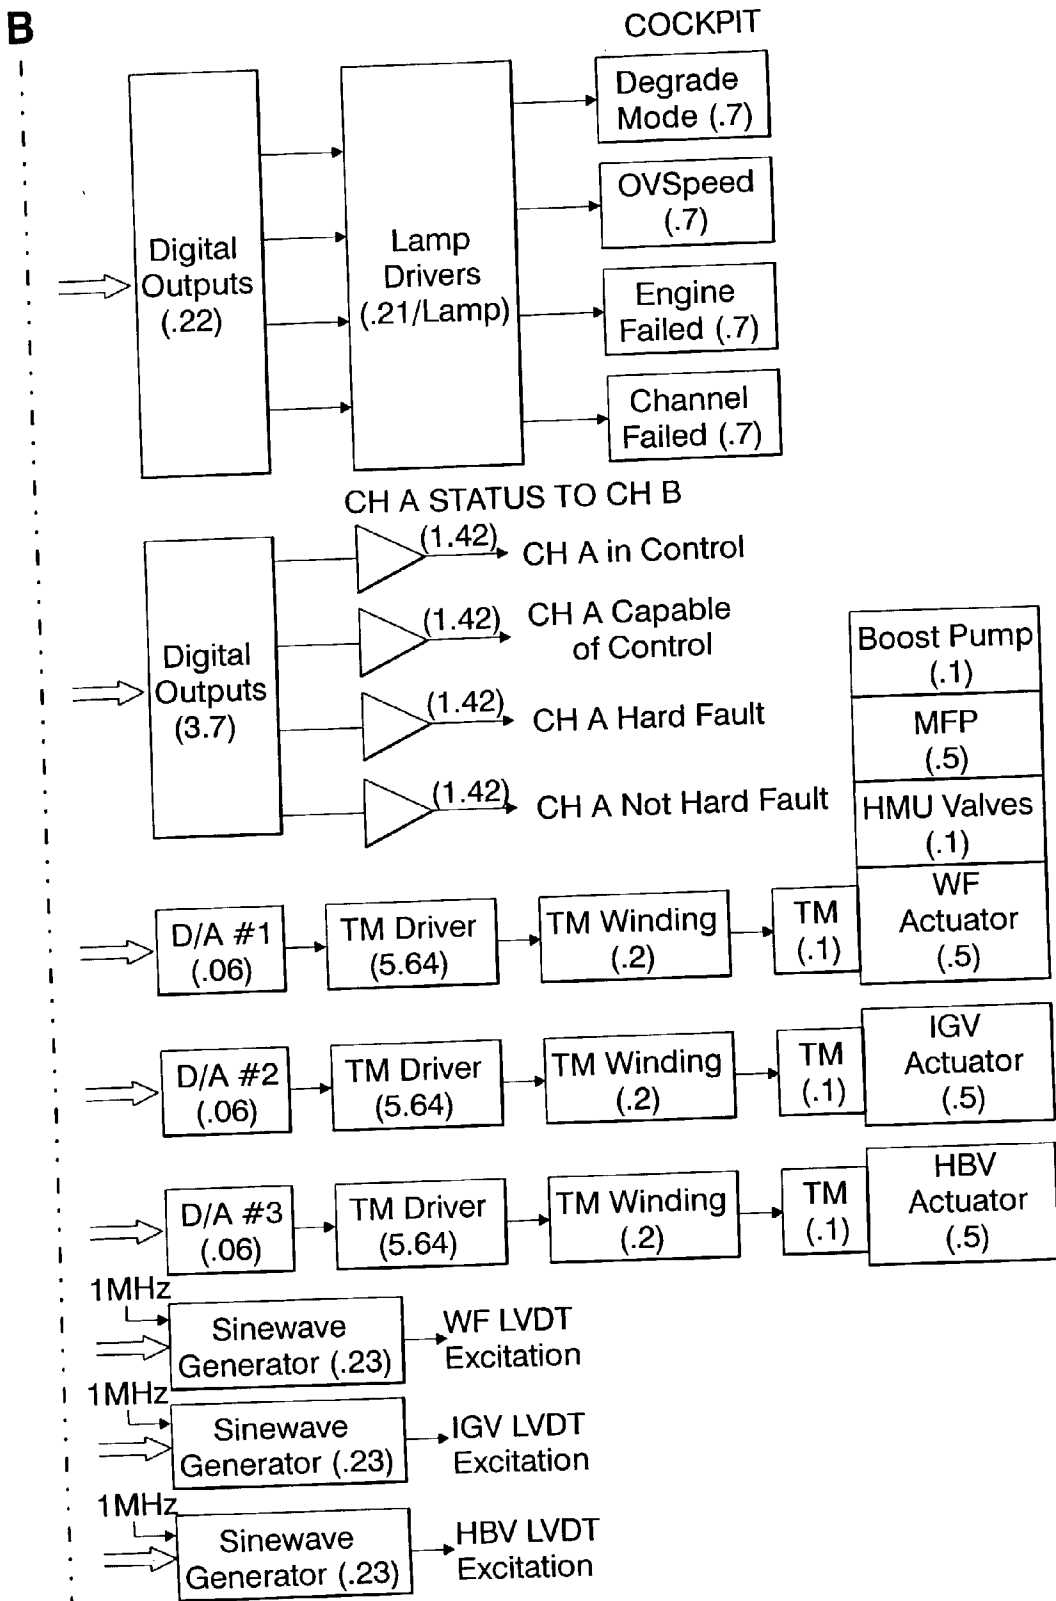 B
COCKPIT
Degrade
Mode (.7)
OVSpeed
(.7)
Engine
Failed (.7)
Channel
Failed (.7)
Digital
Outputs
(.22)
Lamp
Drivers
(.21/Lamp)
CH A STATUS TO CH B
Digital
Outputs
(3.7)
(1.42)
CH A in Control
(1.42)
CH A Capable
of Control
(1.42)
CH A Hard Fault
(1.42)
CH A Not Hard Fault
Boost Pump
(.1)
MFP
(.5)
HMU Valves
(.1)
WF
Actuator
(.5)
D/A #1
(.06)
TM Driver
(5.64)
TM Winding
(.2)
TM
(.1)
D/A #2
(.06)
TM Driver
(5.64)
TM Winding
(.2)
TM
(.1)
IGV
Actuator
(.5)
D/A #3
(.06)
TM Driver
(5.64)
TM Winding
(.2)
TM
(.1)
HBV
Actuator
(.5)
1MHz
Sinewave
Generator (.23)
WF LVDT
Excitation
1MHz
Sinewave
Generator (.23)
IGV LVDT
Excitation
1MHz
Sinewave
Generator (.23)
HBV LVDT
Excitation